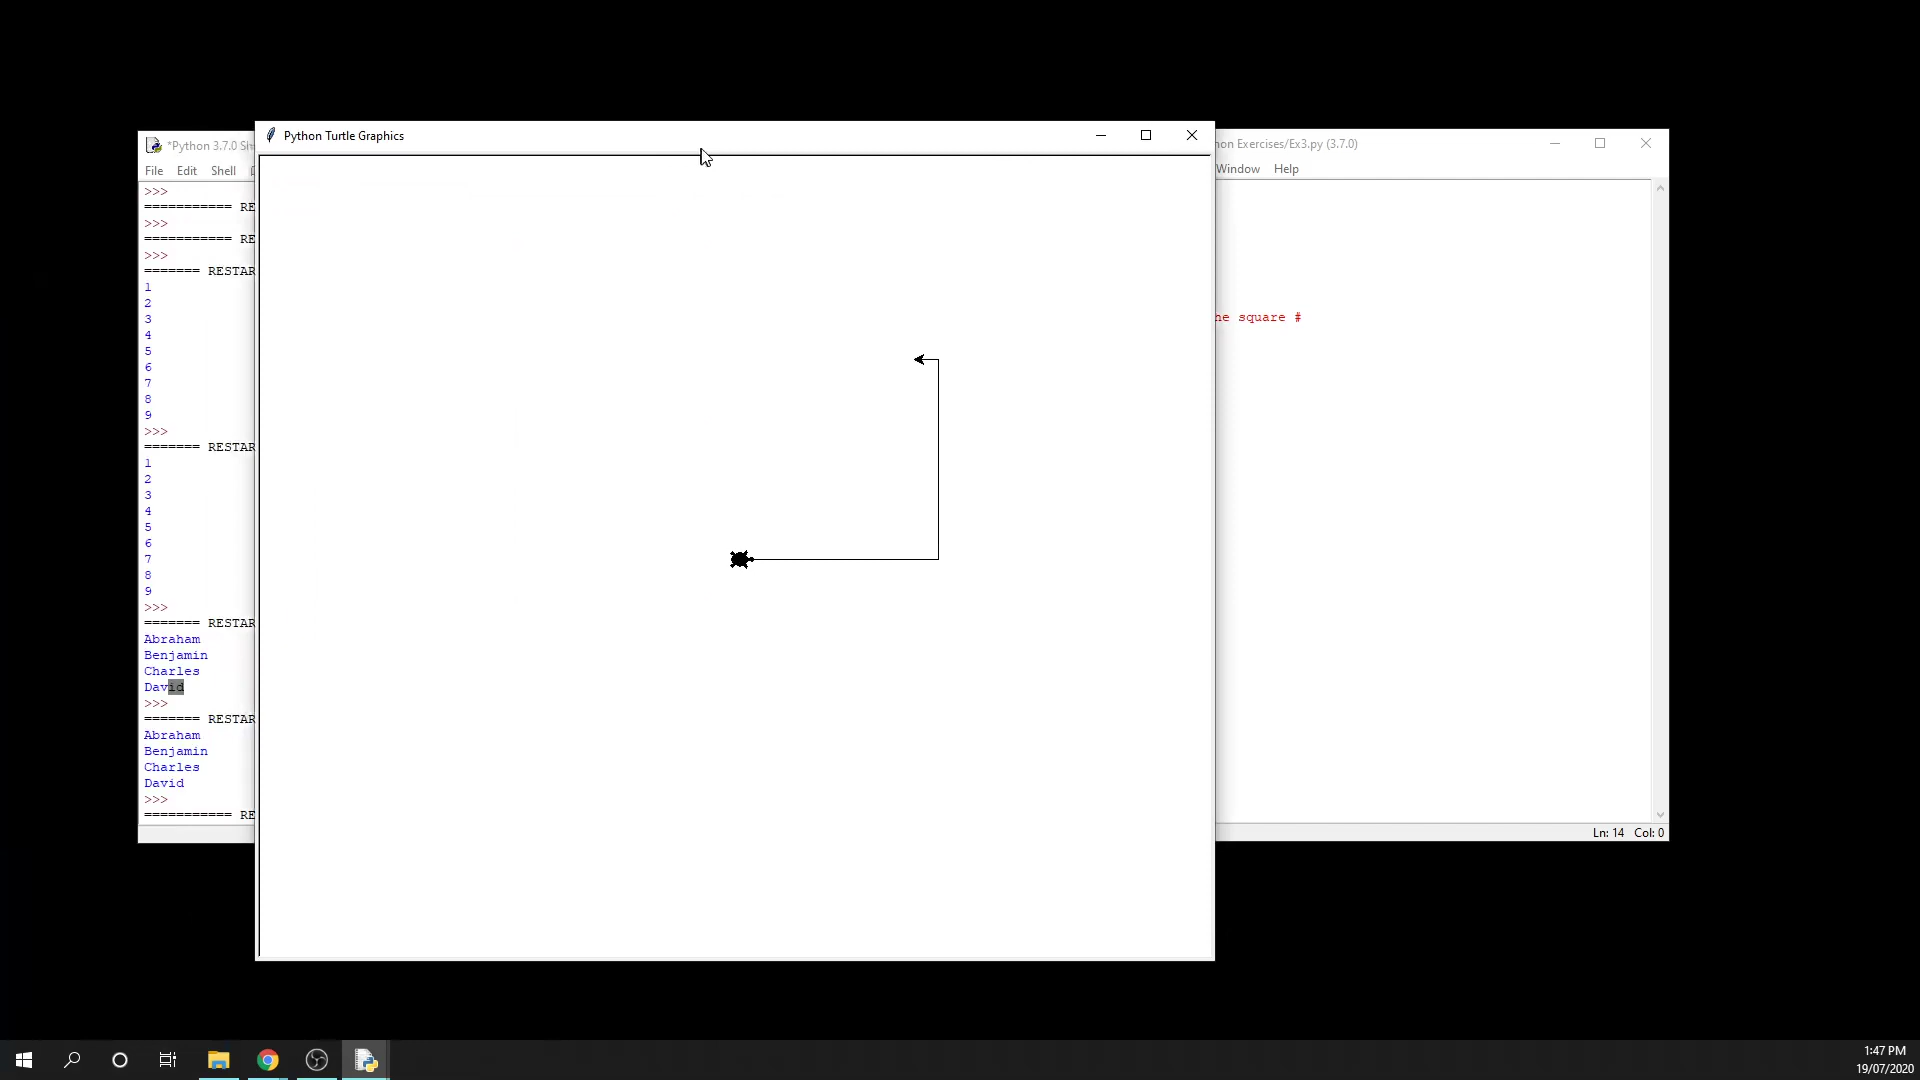 Python Turtle Graphics
*Python 3.7.0 Sh
File Edit Shell
>>>
=========== RE
>>>
=========== RE
>>>
======= RESTAR
1
2
3
4
5
6
7
8
9
>>>
======= RESTAR
1
2
3
4
5
6
7
8
9
>>>
======= RESTAR
Abraham
Benjamin
Charles
David
>>>
======= RESTAR
Abraham
Benjamin
Charles
David
>>>
=========== RE
hon Exercises/Ex3.py (3.7.0)
Window Help
he square #
Ln: 14 Col: 0
1:47 PM
19/07/2020